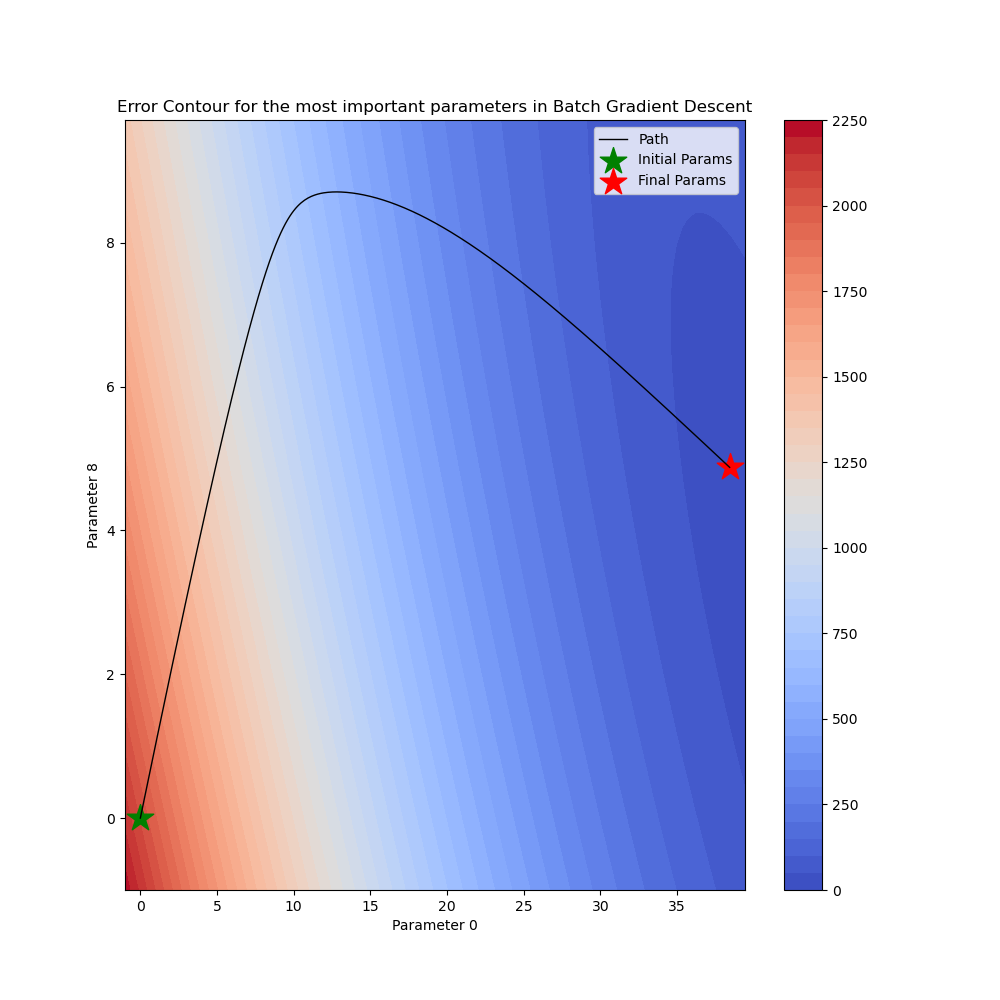 Error Contour for the most important parameters in Batch Gradient Descent
Path
Initial Params
Final Params
2250
2000
1750
1500
1250
1000
750
500
250
0
8
6
4
2
0
Parameter 8
0 5 10 15 20 25 30 35
Parameter 0